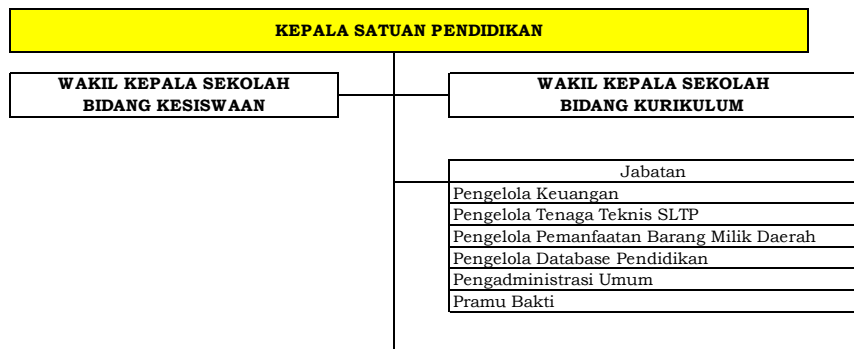 KEPALA SATUAN PENDIDIKAN
WAKIL KEPALA SEKOLAH
BIDANG KESISWAAN
WAKIL KEPALA SEKOLAH
BIDANG KURIKULUM
Jabatan
Pengelola Keuangan
Pengelola Tenaga Teknis SLTP
Pengelola Pemanfaatan Barang Milik Daerah
Pengelola Database Pendidikan
Pengadministrasi Umum
Pramu Bakti